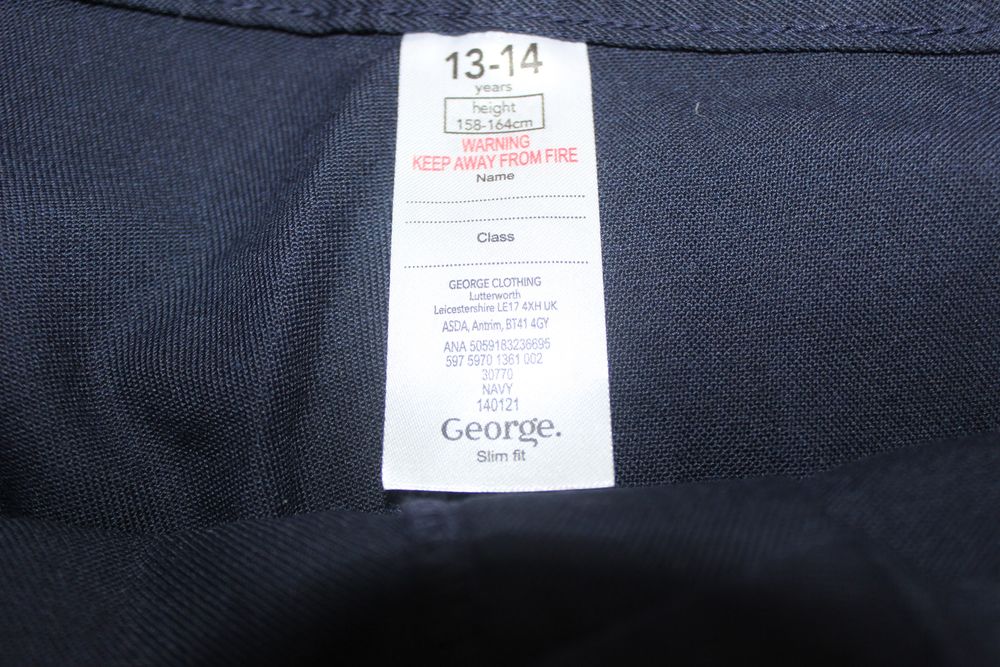 13-14
years
height
158-164cm
WARNING
KEEP AWAY FROM FIRE
Name
Class
GEORGE CLOTHING
Lutterworth
Leicestershire LE17 4XH UK
ASDA, Antrim, BT41 4GY
ANA 5059183236695
597 5970 1361 002
30770
NAVY
140121
George.
Slim fit